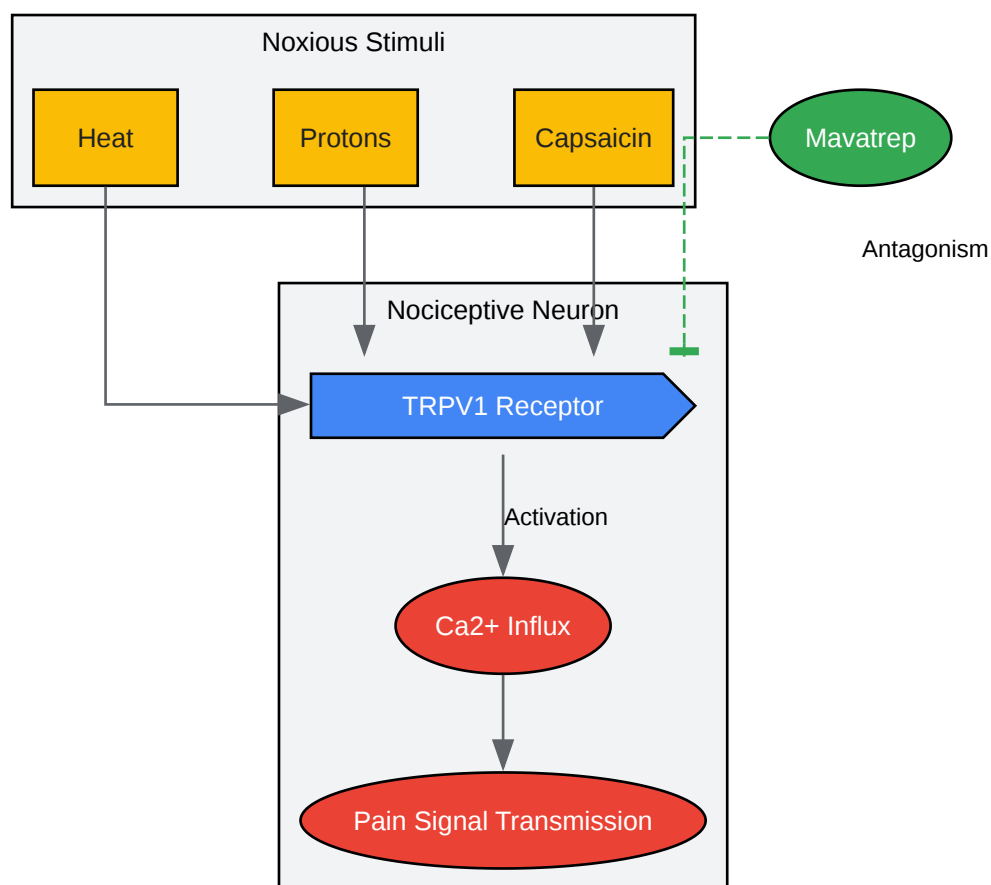 Noxious Stimuli
Heat
Protons
Capsaicin
Mavatrep
Antagonism
Nociceptive Neuron
TRPV1 Receptor
Activation
Ca2+ Influx
Pain Signal Transmission